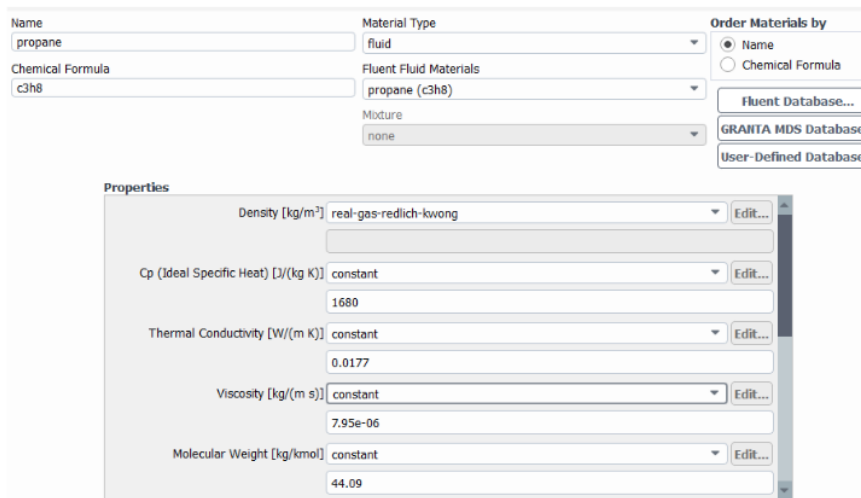 Name
propane
Chemical Formula
c3h8
Material Type
fluid
Fluent Fluid Materials
propane (c3h8)
Mixture
none
Order Materials by
Name
Chemical Formula
Fluent Database...
GRANTA MDS Database
User-Defined Database
Properties
Density [kg/m³] real-gas-redlich-kwong Edit...
Cp (Ideal Specific Heat) [J/(kg K)] constant Edit...
1680
Thermal Conductivity [W/(m K)] constant Edit...
0.0177
Viscosity [kg/(m s)] constant Edit...
7.95e-06
Molecular Weight [kg/kmol] constant Edit...
44.09